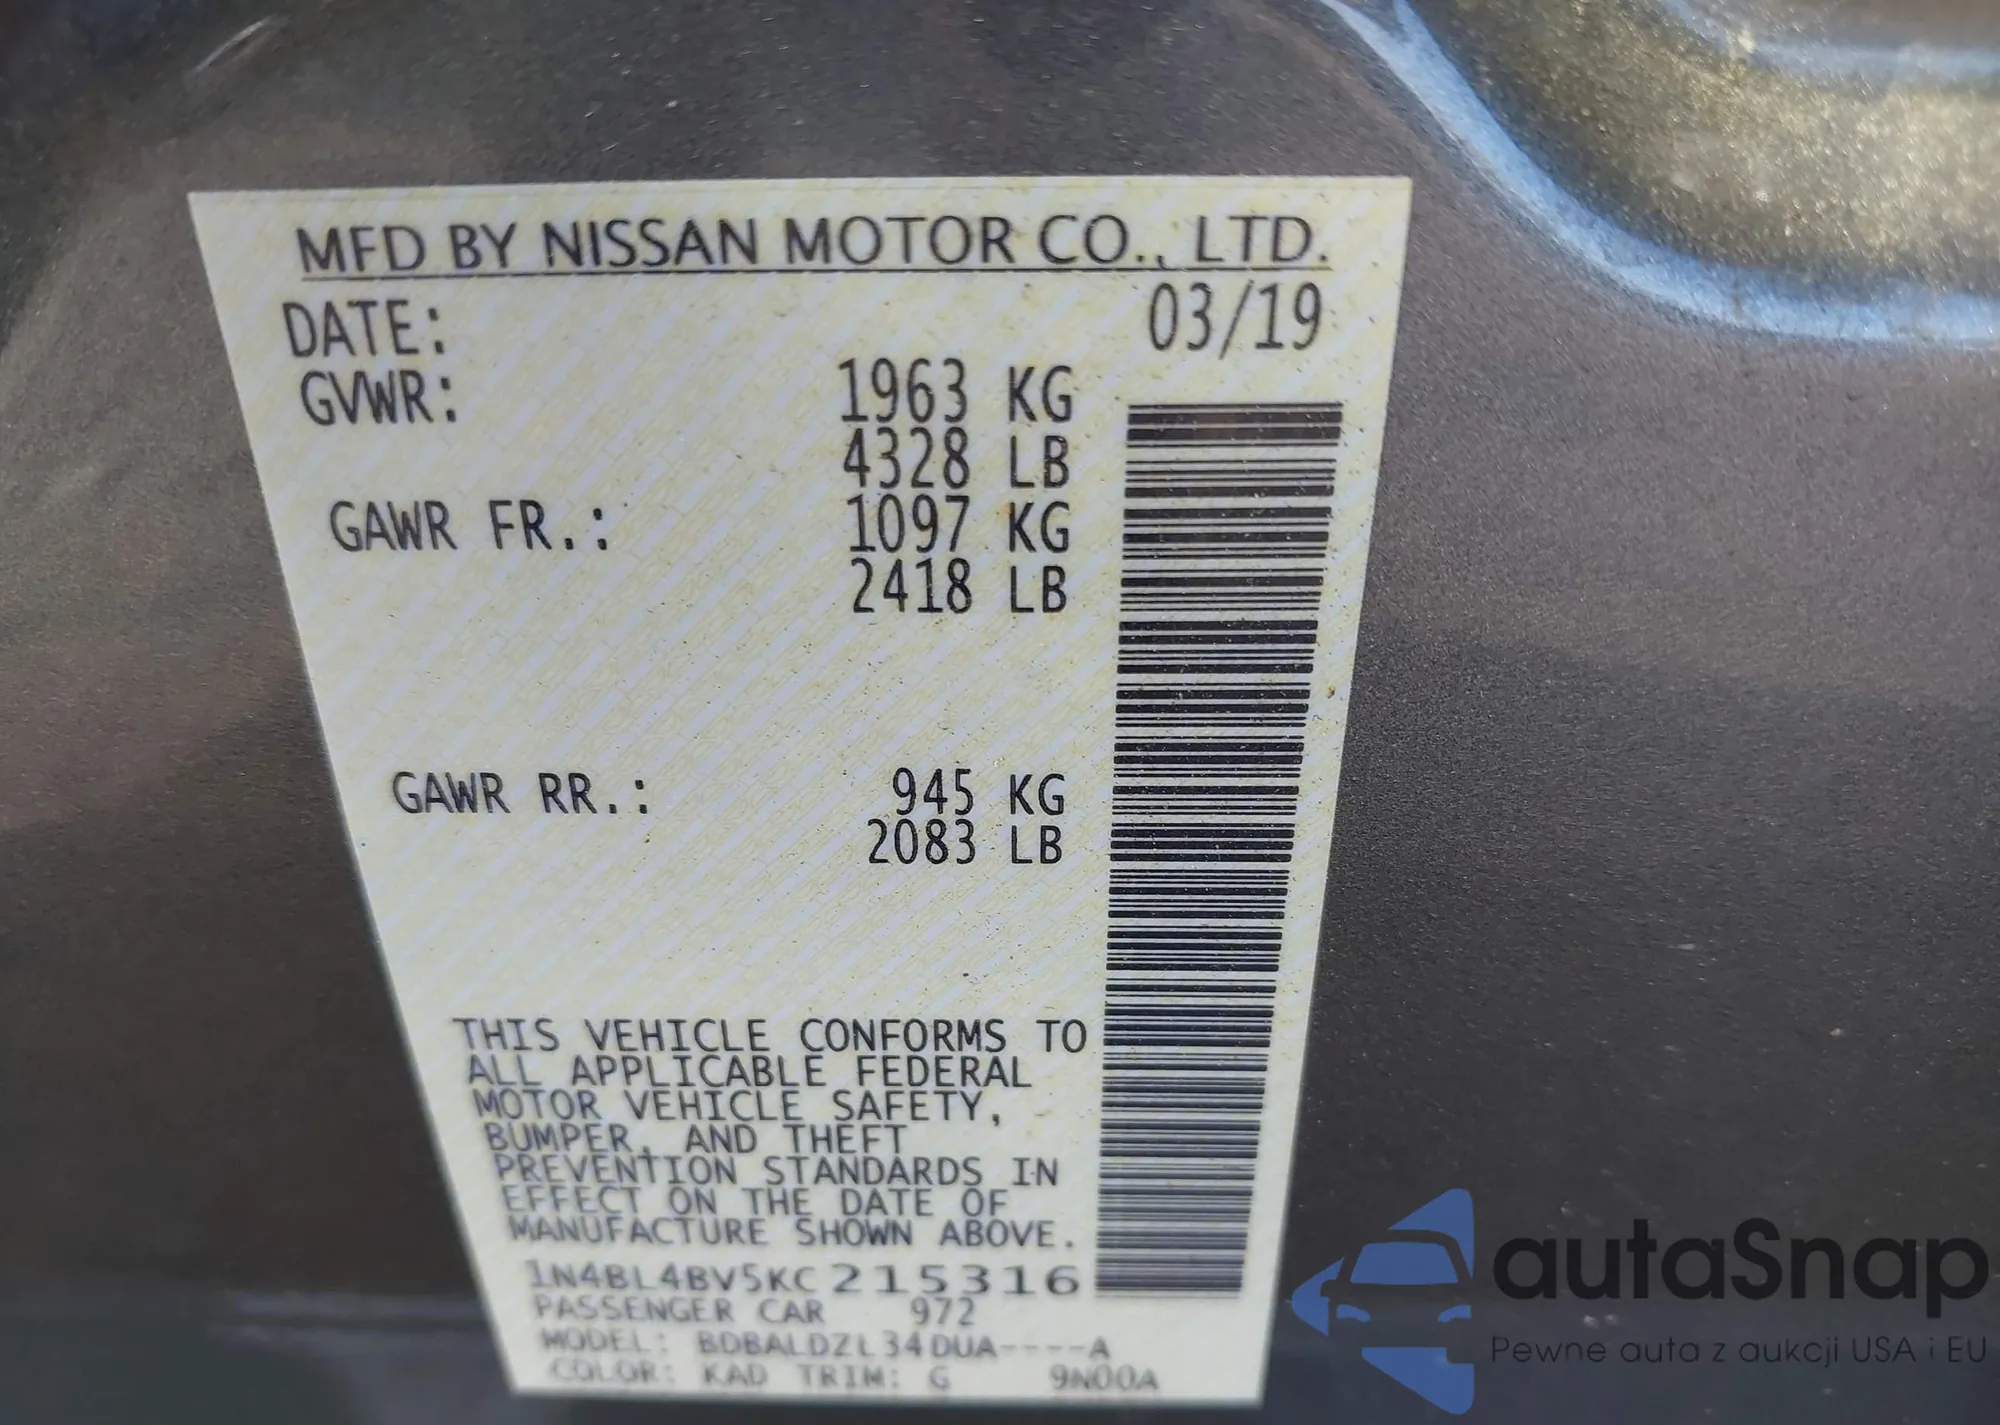 MFD BY NISSAN MOTOR CO., LTD.
DATE: 03/19
GVWR: 1963 KG
4328 LB
GAWR FR.: 1097 KG
2418 LB
GAWR RR.: 945 KG
2083 LB
THIS VEHICLE CONFORMS TO
ALL APPLICABLE FEDERAL
MOTOR VEHICLE SAFETY,
BUMPER, AND THEFT
PREVENTION STANDARDS IN
EFFECT ON THE DATE OF
MANUFACTURE SHOWN ABOVE.
1N4BL4BV5KC215316
PASSENGER CAR 972
MODEL: BDBALDZL34DUA----A
COLOR: KAD TRIM: G 9N00A
autaSnap
Pewne auta z aukcji USA i EU